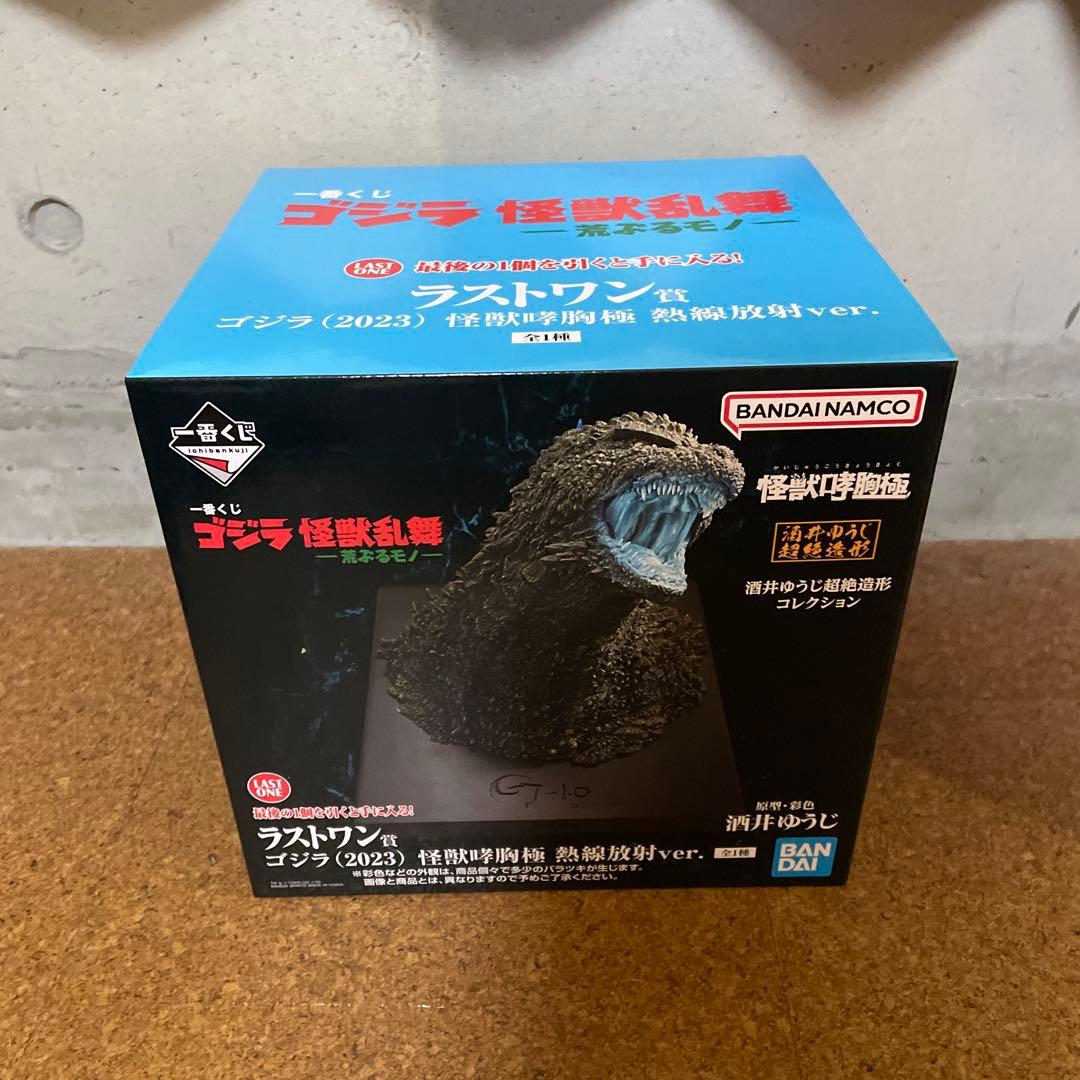 一番くじ
ゴジラ 怪獣乱舞
—荒ぶるモノ—
LAST ONE
最後の1個を引くと手に入る!
ラストワン賞
ゴジラ(2023) 怪獣哮胸極 熱線放射ver.
全1種
一番くじ
ichibankuji
一番くじ
ゴジラ 怪獣乱舞
—荒ぶるモノ—
BANDAI NAMCO
かいじゅうこうきょうきょく
怪獣哮胸極
酒井ゆうじ
超絶造形
酒井ゆうじ超絶造形
コレクション
G-1.0
LAST ONE
最後の1個を引くと手に入る!
ラストワン賞
ゴジラ(2023) 怪獣哮胸極 熱線放射ver.
全1種
※彩色などの外観は、商品個々で多少のバラツキが生じます。
画像と商品とは、異なりますので予めご了承ください。
原型・彩色
酒井ゆうじ
BAN
DAI